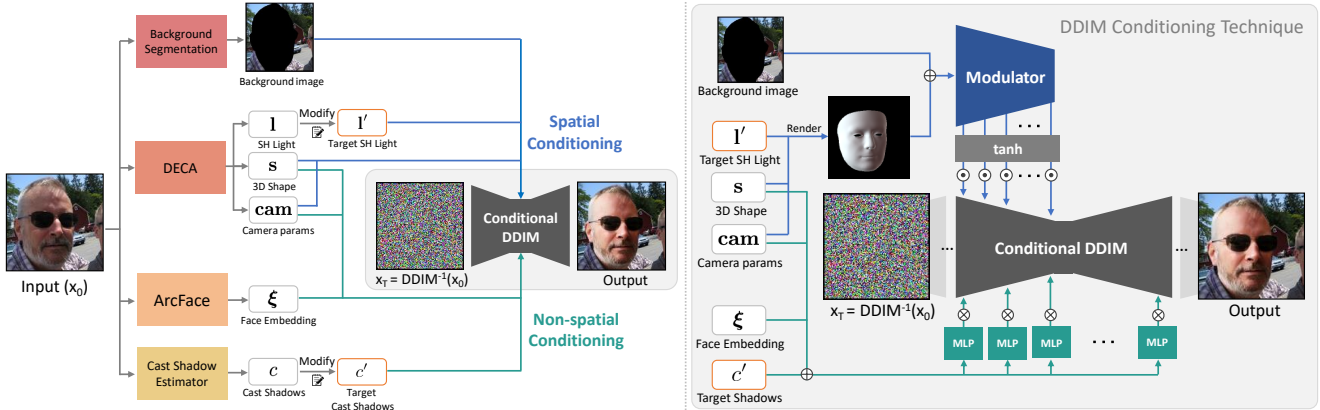 Background
Segmentation
Background image
DECA
l
SH Light
Modify
l′
Target SH Light
s
3D Shape
cam
Camera params
Spatial
Conditioning
Input (x₀)
x_T = DDIM⁻¹(x₀)
Conditional
DDIM
Output
ArcFace
ξ
Face Embedding
Non-spatial
Conditioning
Cast Shadow
Estimator
c
Cast Shadows
Modify
c′
Target
Cast Shadows
DDIM Conditioning Technique
Background image
Modulator
l′
Target SH Light
Render
tanh
s
3D Shape
cam
Camera params
...
Conditional DDIM
...
x_T = DDIM⁻¹(x₀)
Output
ξ
Face Embedding
MLP
MLP
MLP
...
MLP
c′
Target Shadows